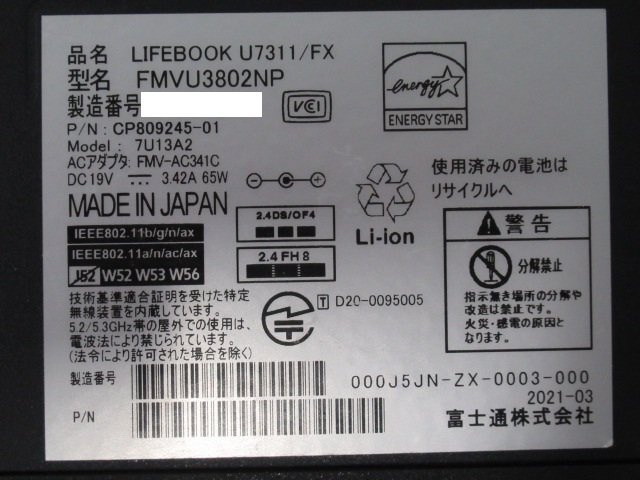 品名 LIFEBOOK U7311/FX
型名 FMVU3802NP
製造番号
VCI
P/N : CP809245-01
Model : 7U13A2
ACアダプタ: FMV-AC341C
DC 19V 3.42A 65W
energy
ENERGY STAR
MADE IN JAPAN
2.4DS/OF4
IEEE802.11b/g/n/ax
IEEE802.11a/n/ac/ax
J52 W52 W53 W56
2.4FH8
Li-ion
使用済みの電池は
リサイクルへ
警告
分解禁止
指示無き場所の分解や
改造は禁止です。
火災・感電の原因と
なります。
技術基準適合証明を受けた特定
無線装置を内蔵しています。
5.2/5.3GHz帯の屋外での使用は、
電波法により禁じられています。
(法令により許可された場合を除く)
T D20-0095005
製造番号
P/N
000J5JN-ZX-0003-000
2021-03
富士通株式会社